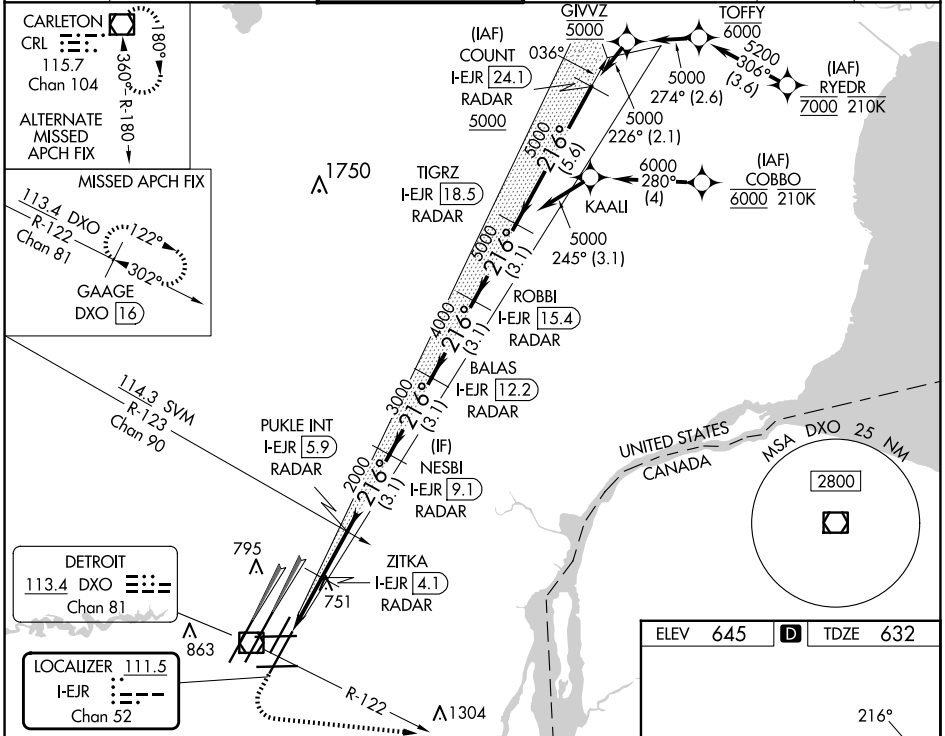 CARLETON
CRL
115.7
Chan 104
180°
360°
R-180
ALTERNATE
MISSED
APCH FIX
MISSED APCH FIX
113.4 DXO
R-122
Chan 81
122°
302°
GAAGE
DXO 16
114.3 SVM
R-123
Chan 90
1750
(IAF)
COUNT
I-EJR 24.1
RADAR
5000
036°
GIVVZ
5000
TOFFY
6000
5200
306°
(3.6)
(IAF)
RYEDR
7000 210K
5000
274° (2.6)
5000
226° (2.1)
5000
216°
(5.6)
TIGRZ
I-EJR 18.5
RADAR
6000
280°
(4)
(IAF)
COBBO
6000 210K
KAALI
5000
245° (3.1)
5000
216°
(3.1)
ROBBI
I-EJR 15.4
RADAR
4000
216°
(3.1)
BALAS
I-EJR 12.2
RADAR
3000
216°
(3.1)
(IF)
NESBI
I-EJR 9.1
RADAR
PUKLE INT
I-EJR 5.9
RADAR
2000
216°
(3.1)
ZITKA
I-EJR 4.1
RADAR
795
751
863
1304
R-122
DETROIT
113.4 DXO
Chan 81
LOCALIZER 111.5
I-EJR
Chan 52
UNITED STATES
CANADA
MSA DXO 25 NM
2800
ELEV 645 D TDZE 632
216°